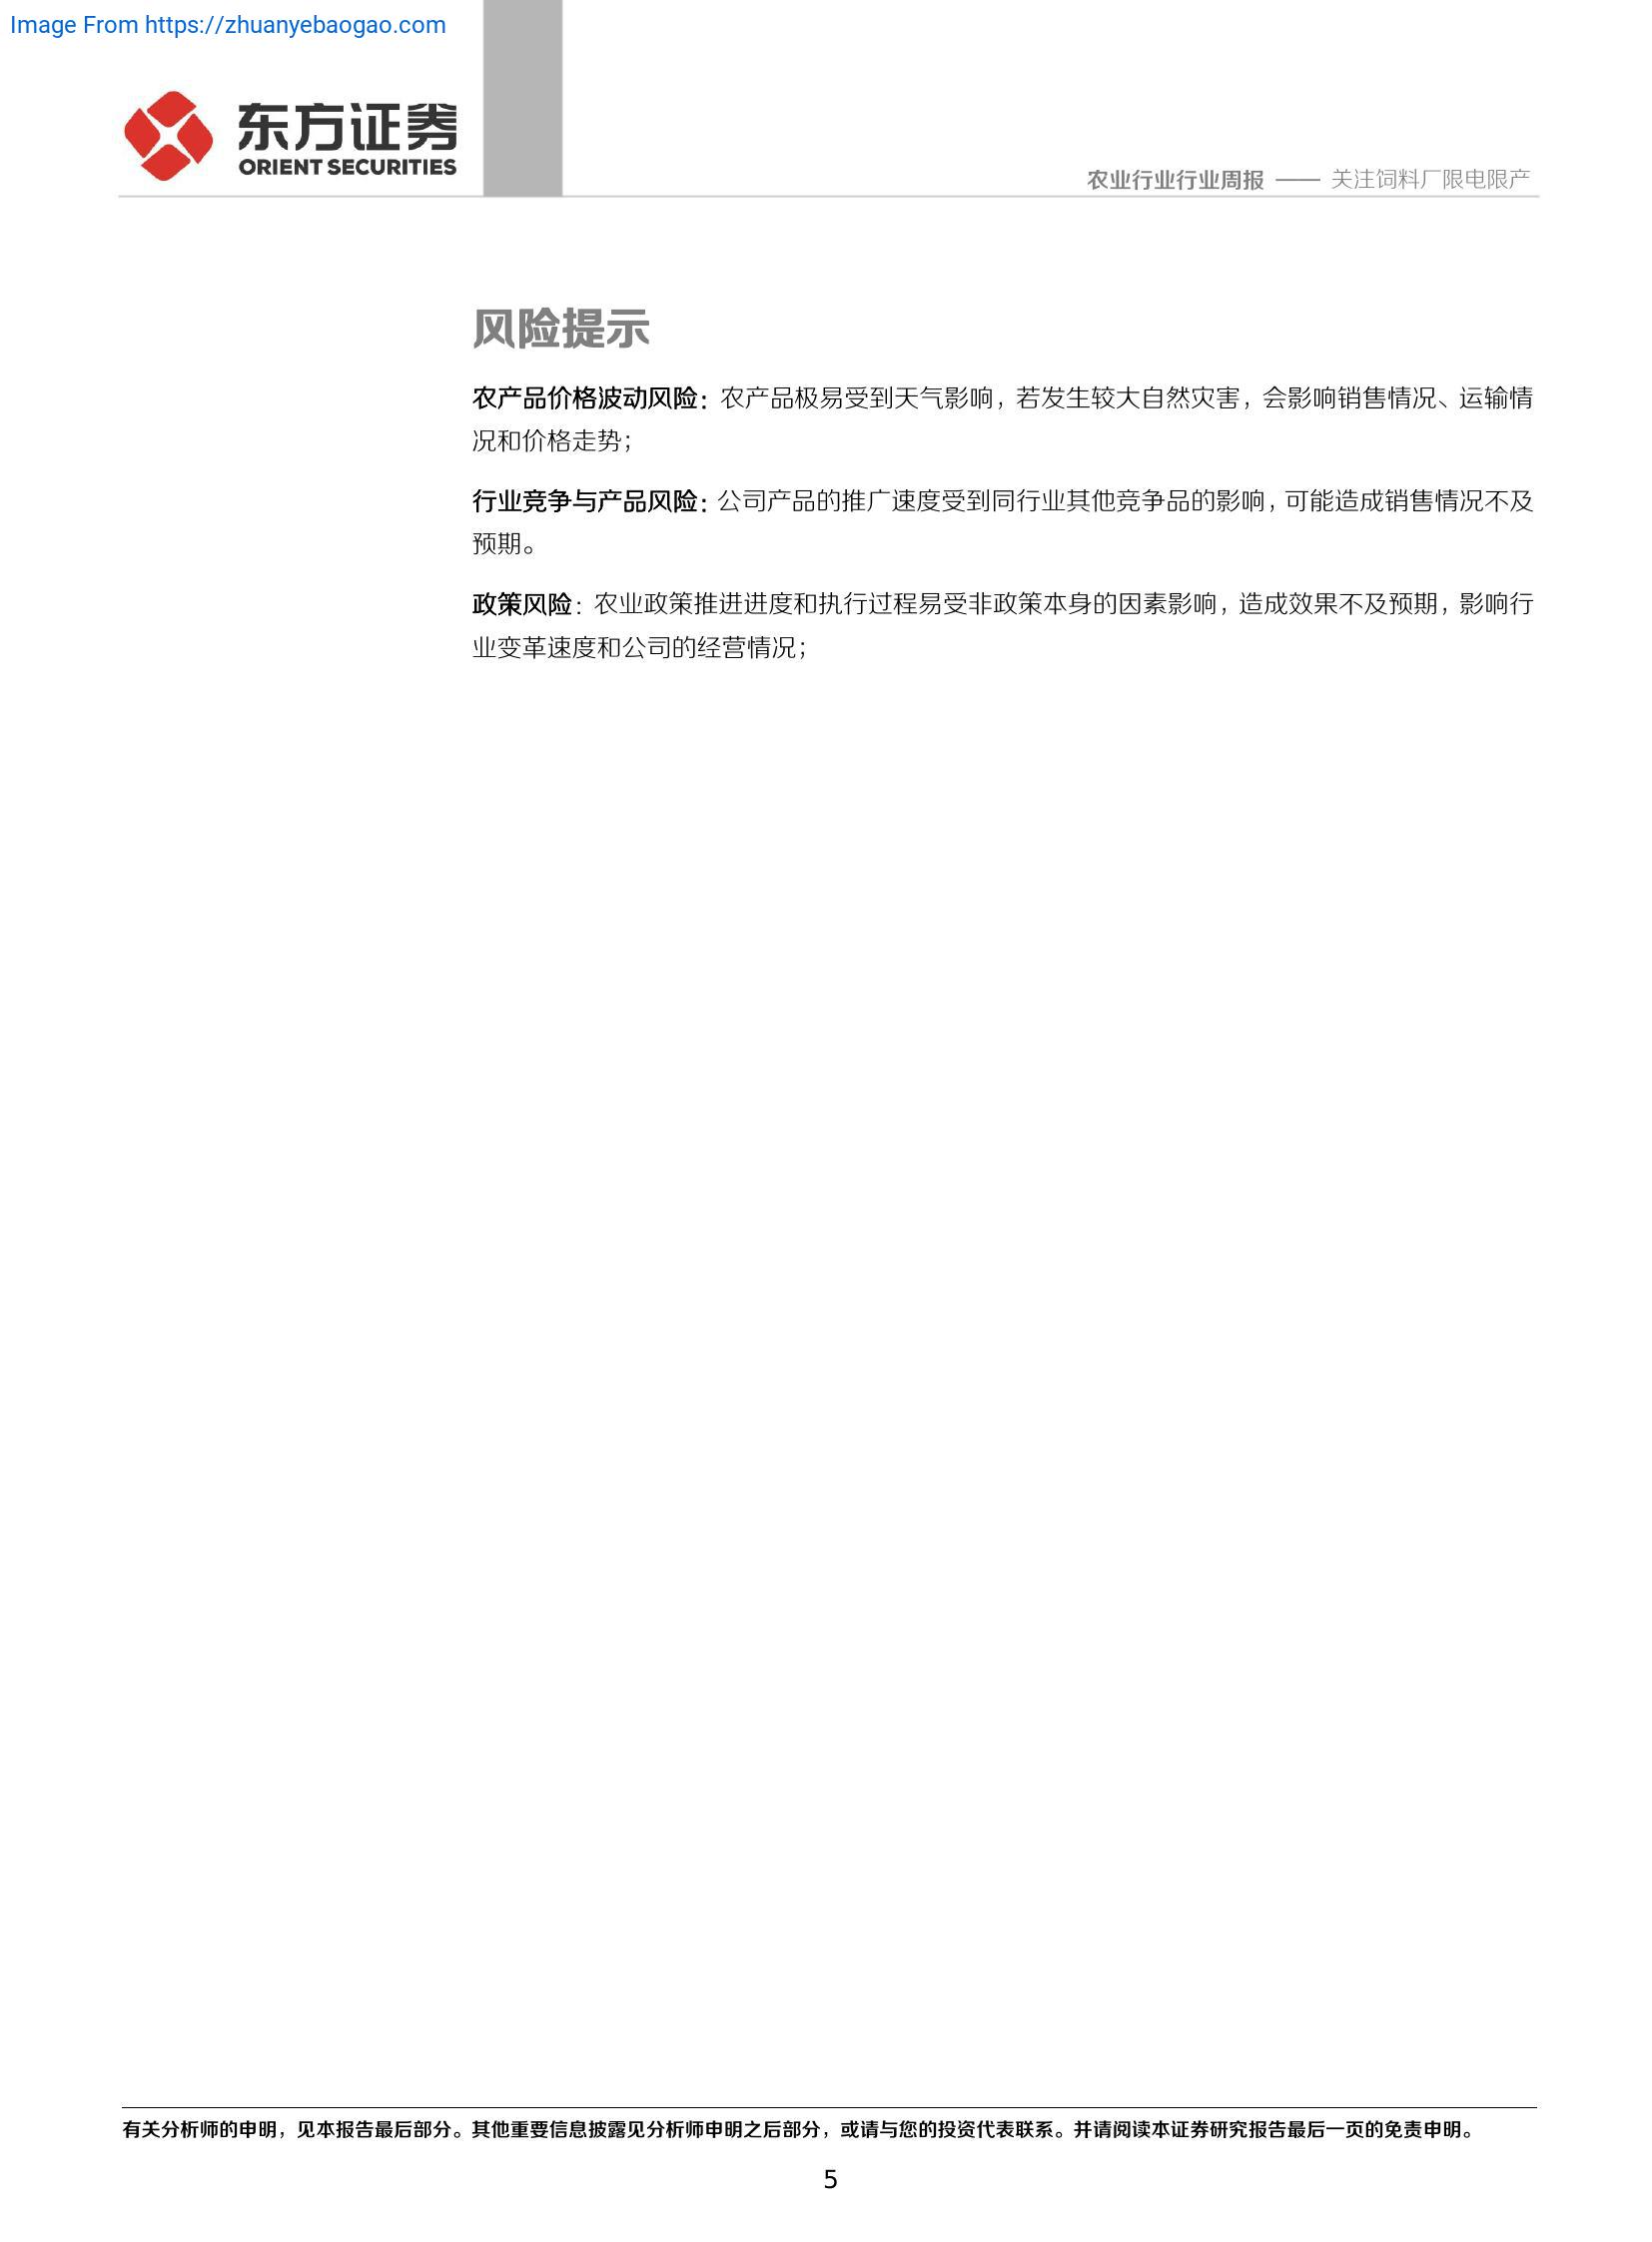 Image From https://zhuanyebaogao.com
东方证券
ORIENT SECURITIES
农业行业行业周报 —— 关注饲料厂限电限产
风险提示
农产品价格波动风险：农产品极易受到天气影响，若发生较大自然灾害，会影响销售情况、运输情
况和价格走势；
行业竞争与产品风险：公司产品的推广速度受到同行业其他竞争品的影响，可能造成销售情况不及
预期。
政策风险：农业政策推进进度和执行过程易受非政策本身的因素影响，造成效果不及预期，影响行
业变革速度和公司的经营情况；
有关分析师的申明，见本报告最后部分。其他重要信息披露见分析师申明之后部分，或请与您的投资代表联系。并请阅读本证券研究报告最后一页的免责申明。
5